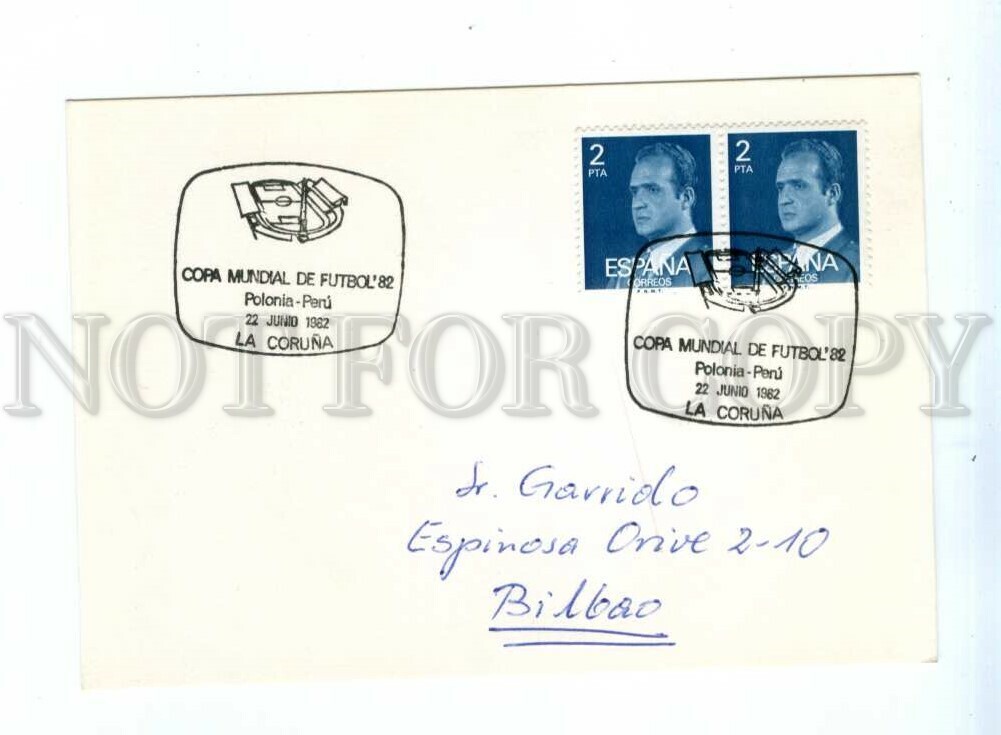 2
PTA
ESPAÑA
CORREOS
F.N.M.T.
2
PTA
ESPAÑA
COPA MUNDIAL DE FUTBOL'82
Polonia-Perú
22 JUNIO 1982
LA CORUÑA
COPA MUNDIAL DE FUTBOL'82
Polonia-Perú
22 JUNIO 1982
LA CORUÑA
NOT FOR COPY
Sr. Garrido
Espinosa Orive 2-10
Bilbao